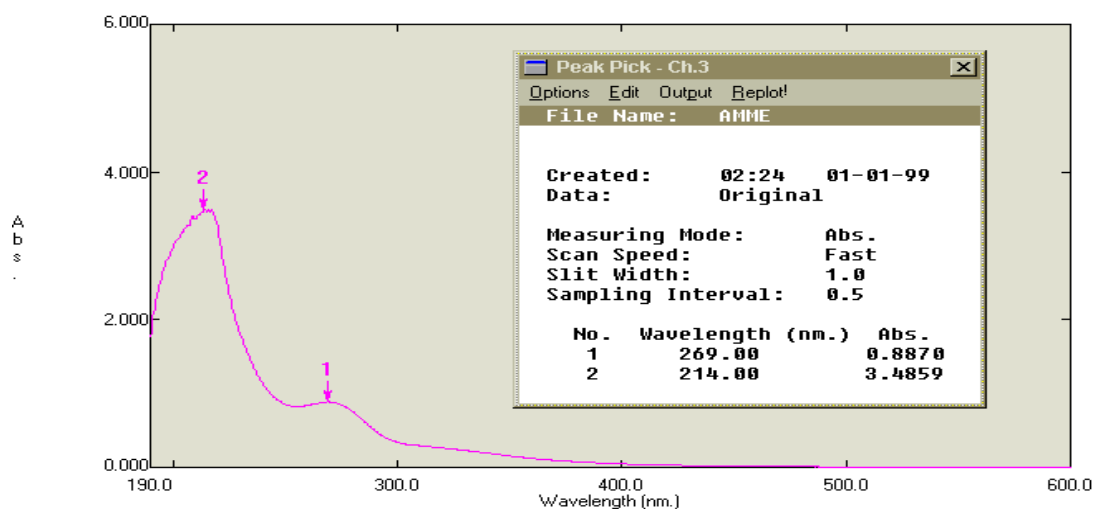 6.000
4.000
2.000
0.000
Abs.
2
1
190.0 300.0 400.0 500.0 600.0
Wavelength (nm.)
Peak Pick - Ch.3
Options Edit Output Replot!
File Name: AMME
Created: 02:24 01-01-99
Data: Original
Measuring Mode: Abs.
Scan Speed: Fast
Slit Width: 1.0
Sampling Interval: 0.5
No. Wavelength (nm.) Abs.
1 269.00 0.8870
2 214.00 3.4859